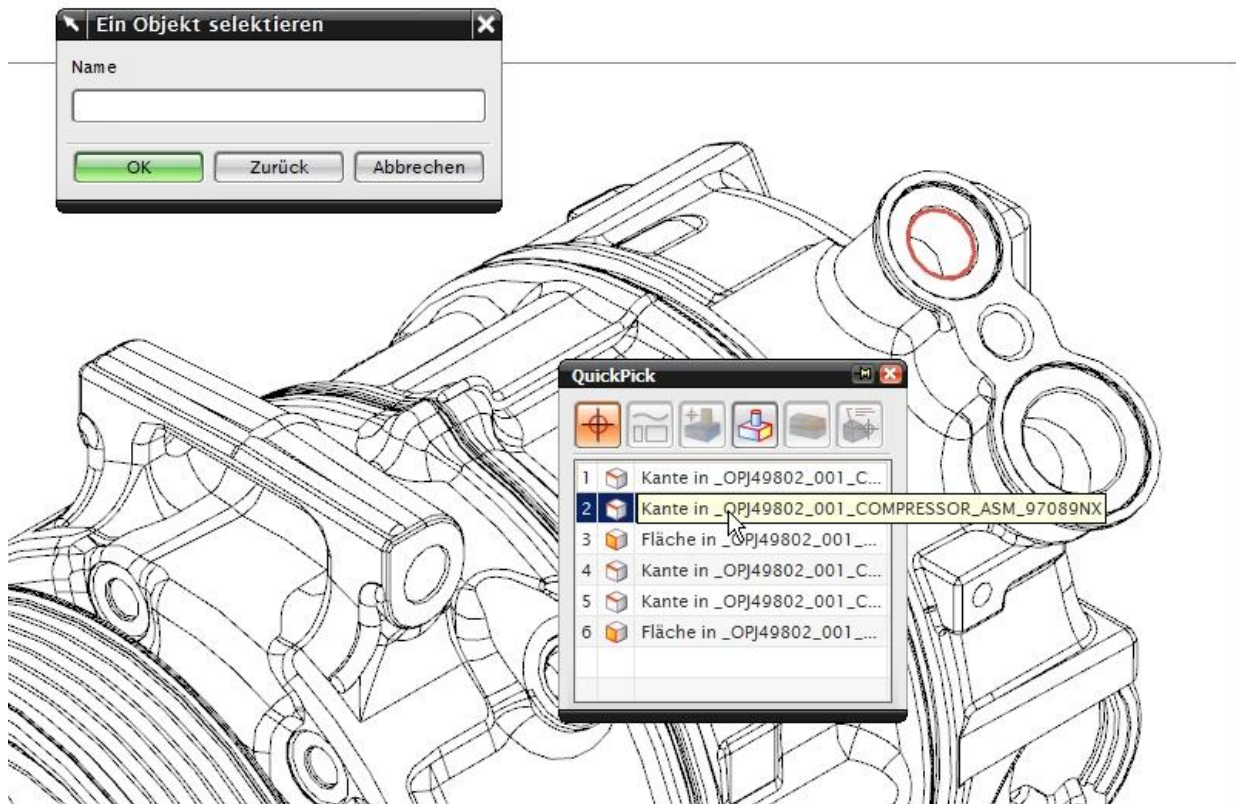 Ein Objekt selektieren
Name
OK Zurück Abbrechen
QuickPick
1 Kante in _OPJ49802_001_C...
2 Kante in _OPJ49802_001_COMPRESSOR_ASM_97089NX
3 Fläche in _OPJ49802_001_...
4 Kante in _OPJ49802_001_C...
5 Kante in _OPJ49802_001_C...
6 Fläche in _OPJ49802_001_...